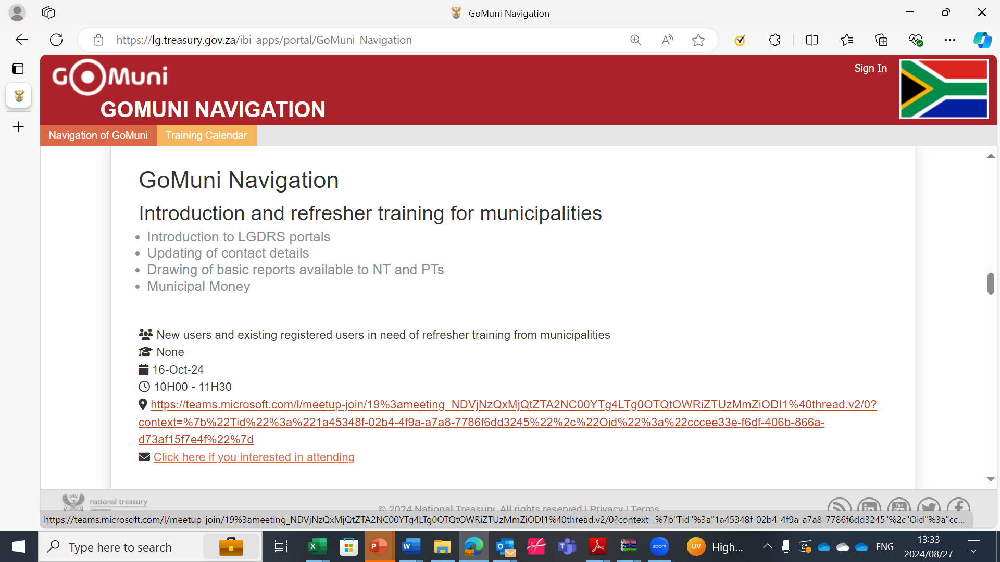 GoMuni Navigation
https://lg.treasury.gov.za/ibi_apps/portal/GoMuni_Navigation
GOMuni
Sign In
GOMUNI NAVIGATION
Navigation of GoMuni Training Calendar
GoMuni Navigation
Introduction and refresher training for municipalities
• Introduction to LGDRS portals
• Updating of contact details
• Drawing of basic reports available to NT and PTs
• Municipal Money
New users and existing registered users in need of refresher training from municipalities
None
16-Oct-24
10H00 - 11H30
https://teams.microsoft.com/l/meetup-join/19%3ameeting_NDVjNzQxMjQtZTA2NC00YTg4LTg0OTQtOWRiZTUzMmZiODI1%40thread.v2/0?
context=%7b%22Tid%22%3a%221a45348f-02b4-4f9a-a7a8-7786f6dd3245%22%2c%22Oid%22%3a%22cccee33e-f6df-406b-866a-
d73af15f7e4f%22%7d
Click here if you interested in attending
national treasury
© 2024 National Treasury. All rights reserved | Privacy | Terms
https://teams.microsoft.com/l/meetup-join/19%3ameeting_NDVjNzQxMjQtZTA2NC00YTg4LTg0OTQtOWRiZTUzMmZiODI1%40thread.v2/0?context=%7b"Tid"%3a"1a45348f-02b4-4f9a-a7a8-7786f6dd3245"%2c"Oid"%3a"cc...
Type here to search
zoom
UV High...
ENG
13:33
2024/08/27